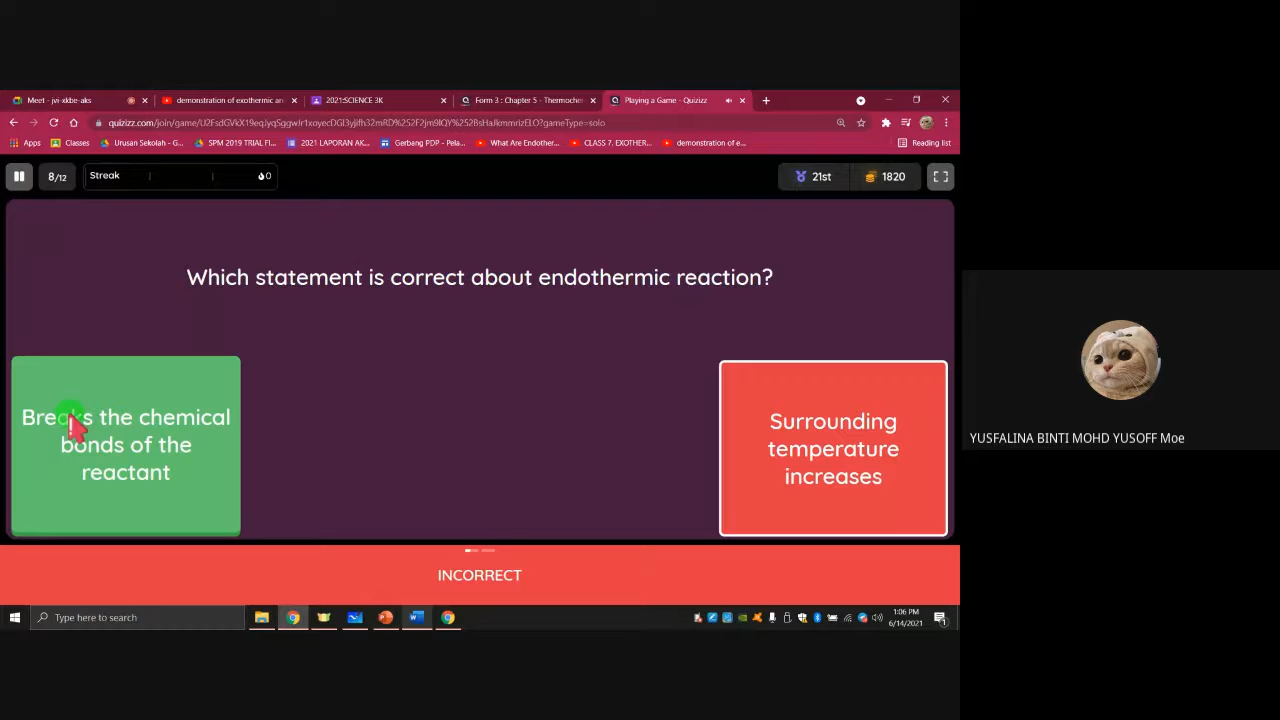 Meet - jvi-xkbe-aks
demonstration of exothermic an
2021:SCIENCE 3K
Form 3 : Chapter 5 - Thermocher
Playing a Game - Quizizz
Apps
Classes
Urusan Sekolah - G...
SPM 2019 TRIAL FI...
2021 LAPORAN AK...
Gerbang PDP - Pela...
What Are Endother...
CLASS 7. EXOTHER...
demonstration of e...
Reading list
8/12
Streak
0
21st
1820
Which statement is correct about endothermic reaction?
Breaks the chemical
bonds of the
reactant
Surrounding
temperature
increases
INCORRECT
YUSFALINA BINTI MOHD YUSOFF Moe
Type here to search
1:06 PM
6/14/2021